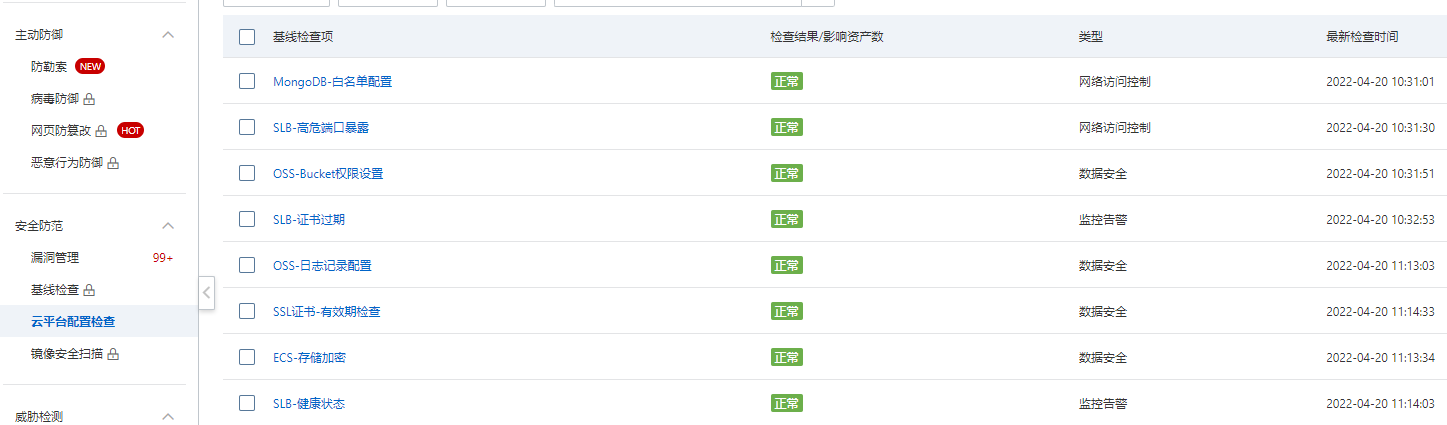 主动防御
防勒索 NEW
病毒防御
网页防篡改 HOT
恶意行为防御
安全防范
漏洞管理 99+
基线检查
云平台配置检查
镜像安全扫描
威胁检测
基线检查项 检查结果/影响资产数 类型 最新检查时间
MongoDB-白名单配置 正常 网络访问控制 2022-04-20 10:31:01
SLB-高危端口暴露 正常 网络访问控制 2022-04-20 10:31:30
OSS-Bucket权限设置 正常 数据安全 2022-04-20 10:31:51
SLB-证书过期 正常 监控告警 2022-04-20 10:32:53
OSS-日志记录配置 正常 数据安全 2022-04-20 11:13:03
SSL证书-有效期检查 正常 数据安全 2022-04-20 11:14:33
ECS-存储加密 正常 数据安全 2022-04-20 11:13:34
SLB-健康状态 正常 监控告警 2022-04-20 11:14:03